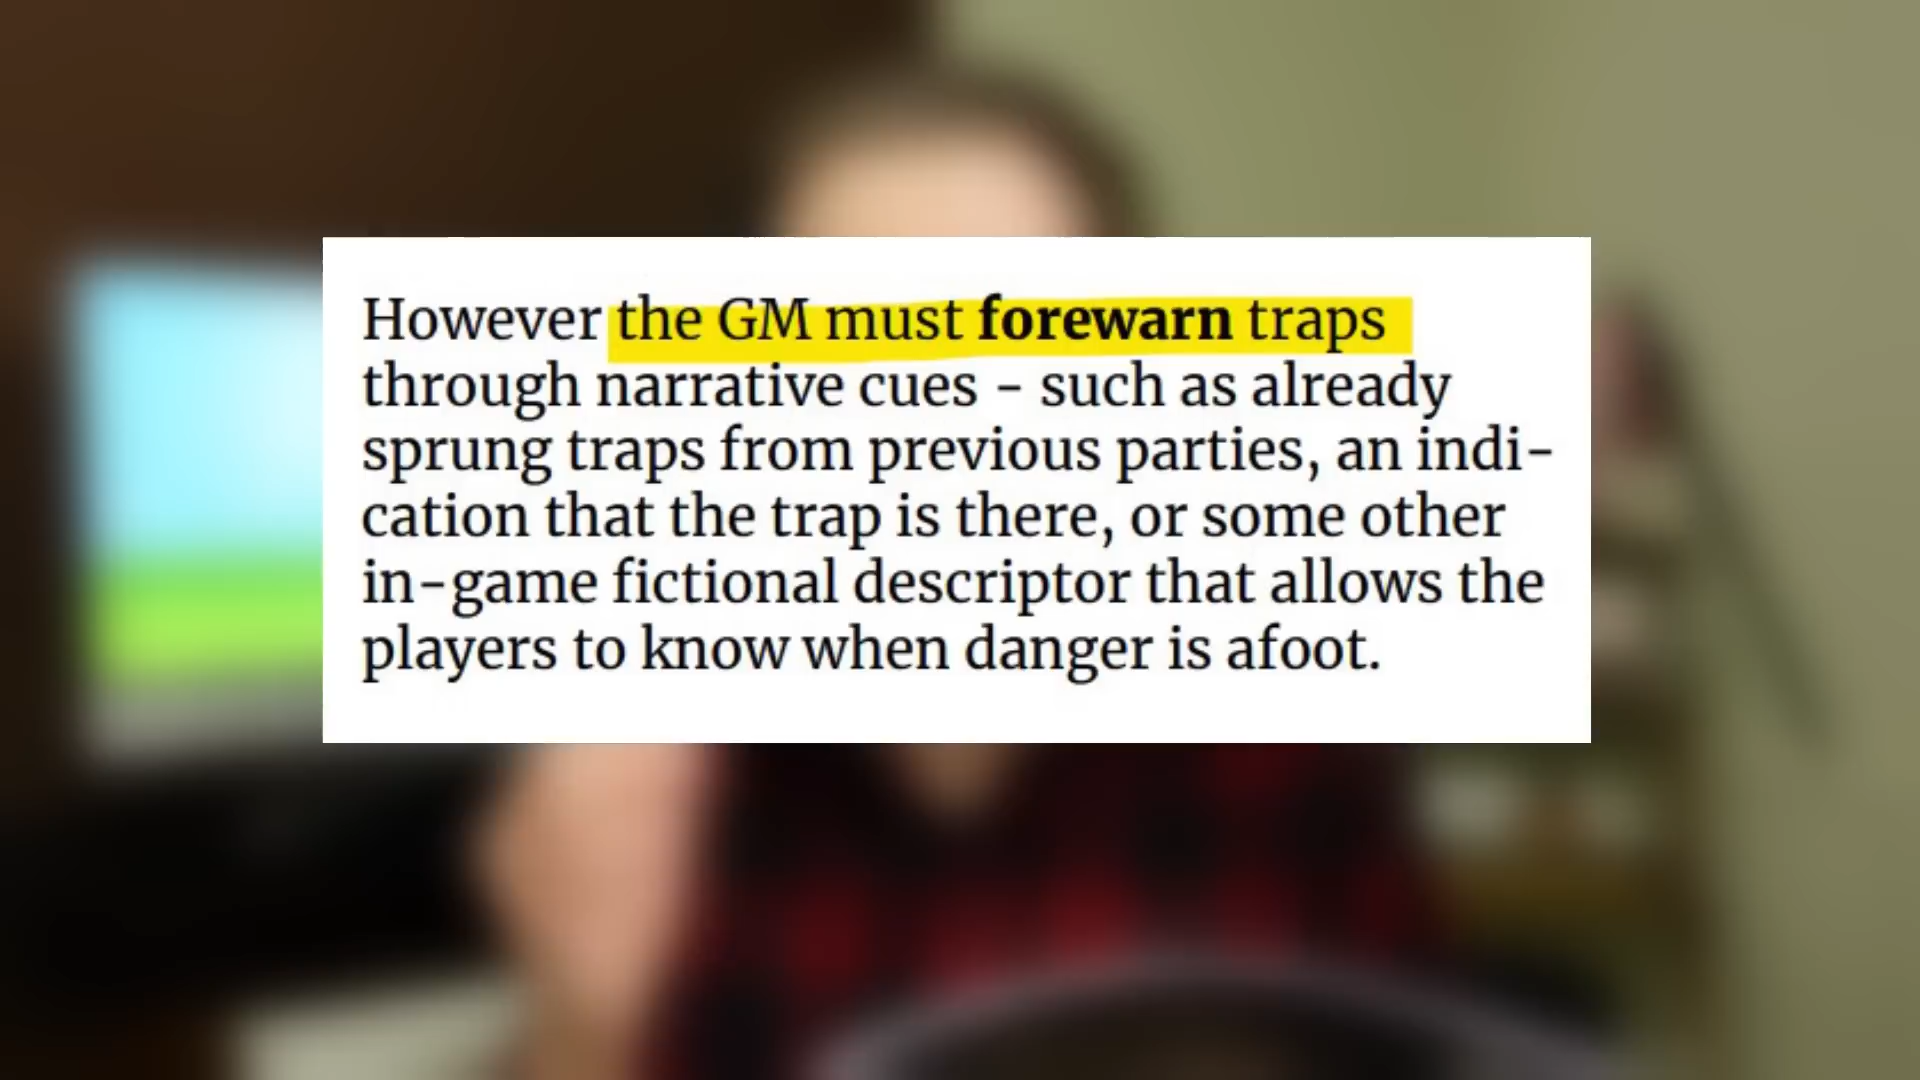 However the GM must forewarn traps
through narrative cues - such as already
sprung traps from previous parties, an indi-
cation that the trap is there, or some other
in-game fictional descriptor that allows the
players to know when danger is afoot.